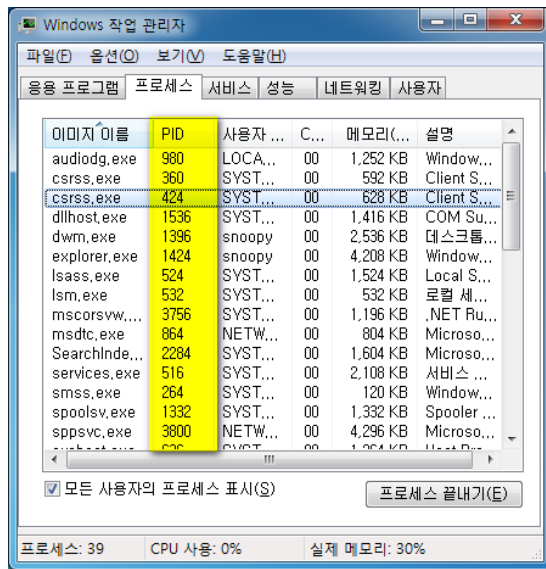 Windows 작업 관리자
파일(F) 옵션(O) 보기(V) 도움말(H)
응용 프로그램 프로세스 서비스 성능 네트워킹 사용자
이미지 이름 PID 사용자 ... C... 메모리(... 설명
audiodg.exe 980 LOCA... 00 1,252 KB Window...
csrss.exe 360 SYST... 00 592 KB Client S...
csrss.exe 424 SYST... 00 628 KB Client S...
dllhost.exe 1536 SYST... 00 1,416 KB COM Su...
dwm.exe 1396 snoopy 00 2,536 KB 데스크톱...
explorer.exe 1424 snoopy 00 4,208 KB Window...
lsass.exe 524 SYST... 00 1,524 KB Local S...
lsm.exe 532 SYST... 00 532 KB 로컬 세...
mscorsvw.... 3756 SYST... 00 1,196 KB .NET Ru...
msdtc.exe 864 NETW... 00 804 KB Microso...
SearchInde... 2284 SYST... 00 1,604 KB Microso...
services.exe 516 SYST... 00 2,108 KB 서비스 ...
smss.exe 264 SYST... 00 120 KB Window...
spoolsv.exe 1332 SYST... 00 1,332 KB Spooler ...
sppsvc.exe 3800 NETW... 00 4,296 KB Microso...
모든 사용자의 프로세스 표시(S)
프로세스 끝내기(E)
프로세스: 39 CPU 사용: 0% 실제 메모리: 30%